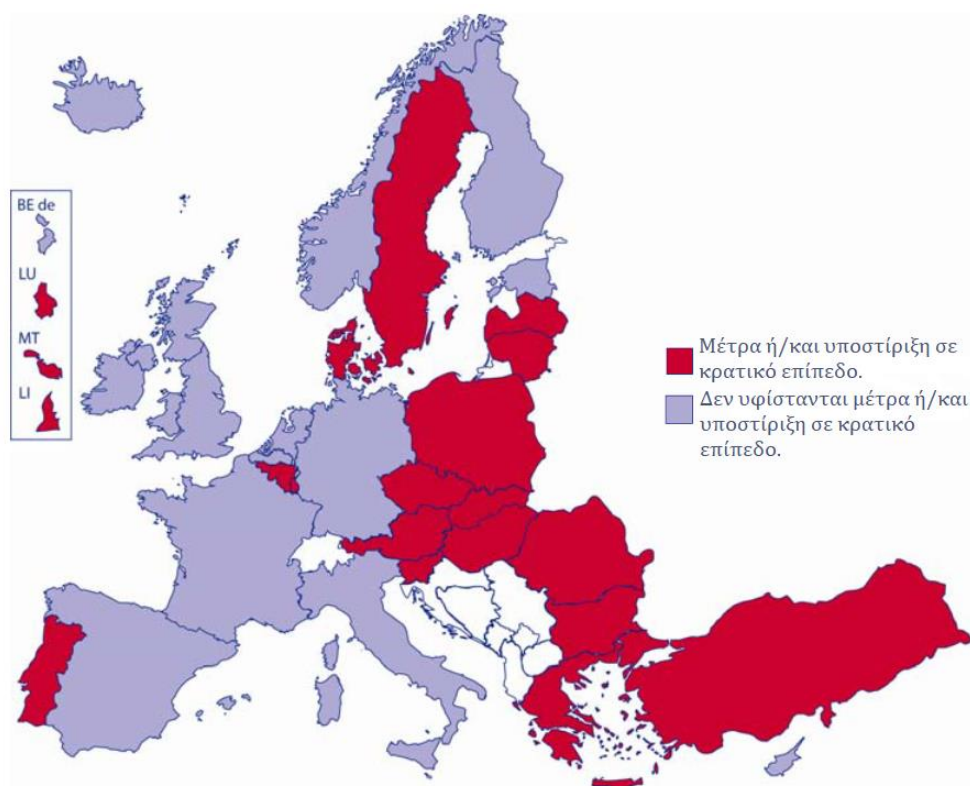 BE de
LU
MT
LI
Μέτρα ή/και υποστίριξη σε
κρατικό επίπεδο.
Δεν υφίστανται μέτρα ή/και
υποστίριξη σε κρατικό
επίπεδο.